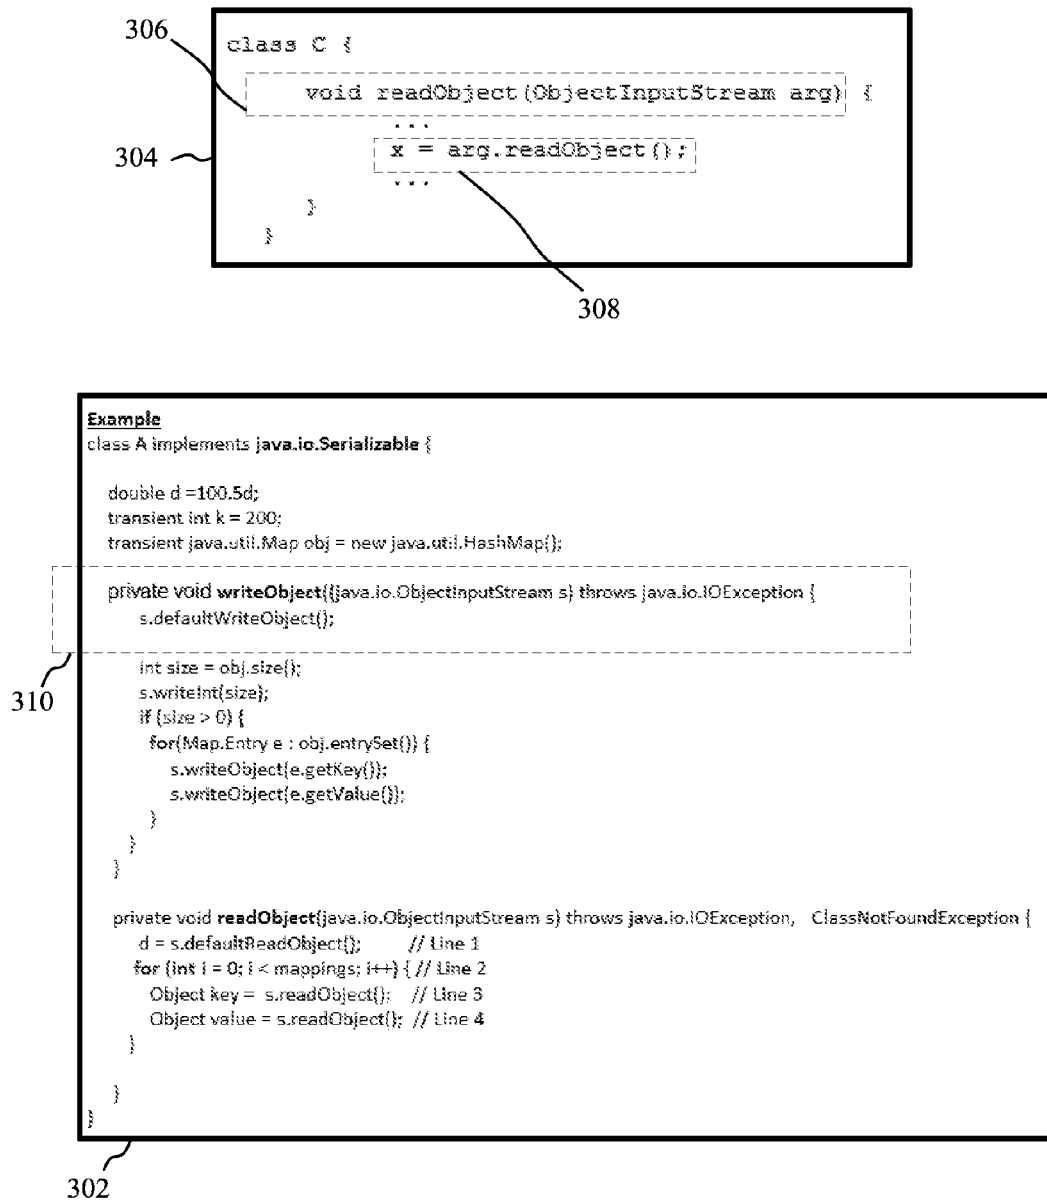 306
class C {
void readObject(ObjectInputStream arg) {
...
304
x = arg.readObject();
...
}
}
308
Example
class A implements java.io.Serializable {
double d =100.5d;
transient int k = 200;
transient java.util.Map obj = new java.util.HashMap();
private void writeObject((java.io.ObjectInputStream s) throws java.io.IOException {
s.defaultWriteObject();
310
int size = obj.size();
s.writeInt(size);
if (size > 0) {
for(Map.Entry e : obj.entrySet()) {
s.writeObject(e.getKey());
s.writeObject(e.getValue());
}
}
}
private void readObject(java.io.ObjectInputStream s) throws java.io.IOException, ClassNotFoundException {
d = s.defaultReadObject(); // Line 1
for (int i = 0; i < mappings; i++) { // Line 2
Object key = s.readObject(); // Line 3
Object value = s.readObject(); // Line 4
}
}
}
302